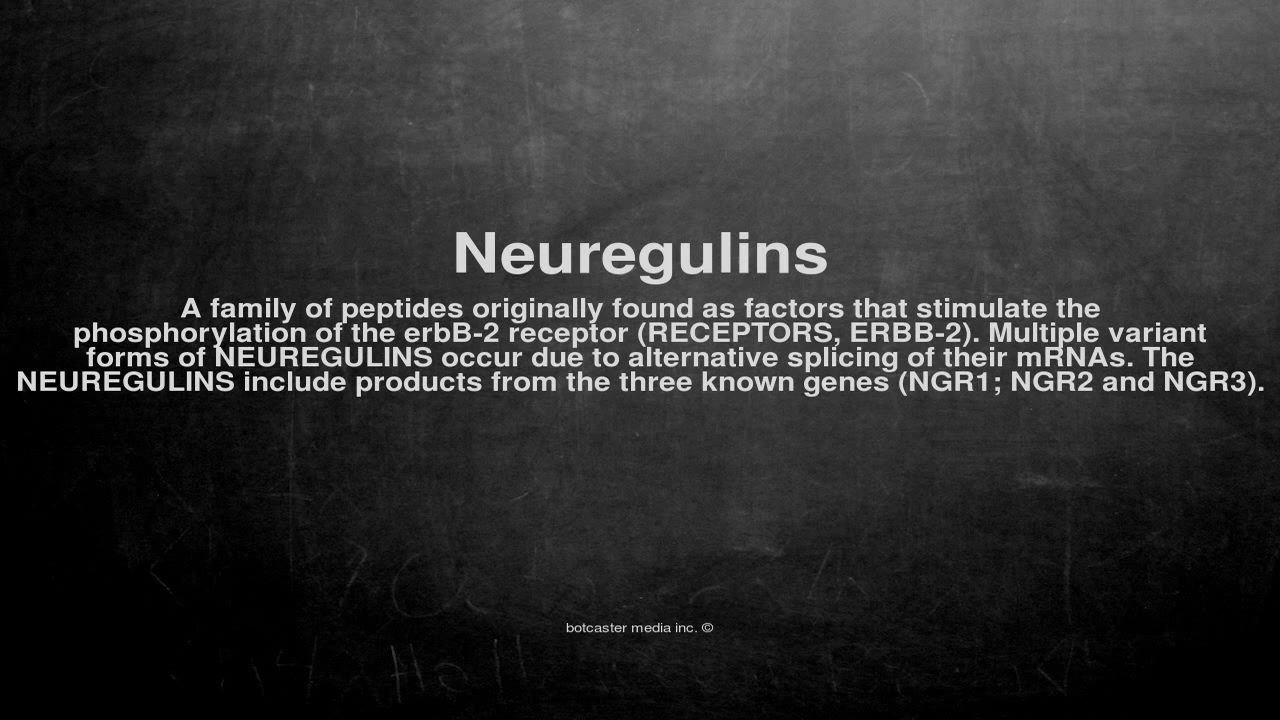 Neuregulins
A family of peptides originally found as factors that stimulate the
phosphorylation of the erbB-2 receptor (RECEPTORS, ERBB-2). Multiple variant
forms of NEUREGULINS occur due to alternative splicing of their mRNAs. The
NEUREGULINS include products from the three known genes (NGR1; NGR2 and NGR3).
botcaster media inc. ©